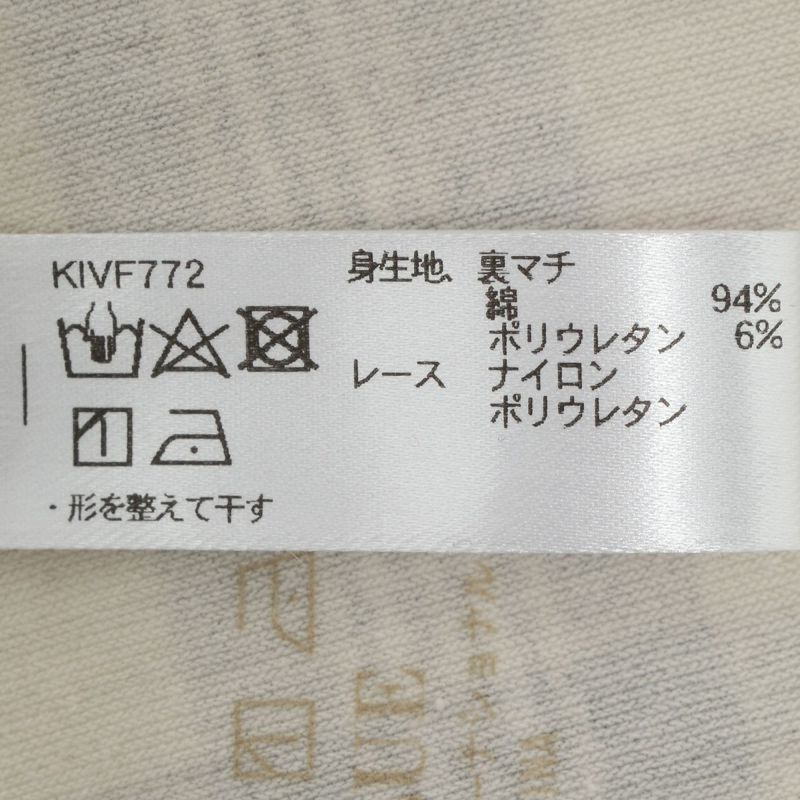 KIVF772
身生地、裏マチ
綿 94%
ポリウレタン 6%
レース ナイロン
ポリウレタン
・形を整えて干す